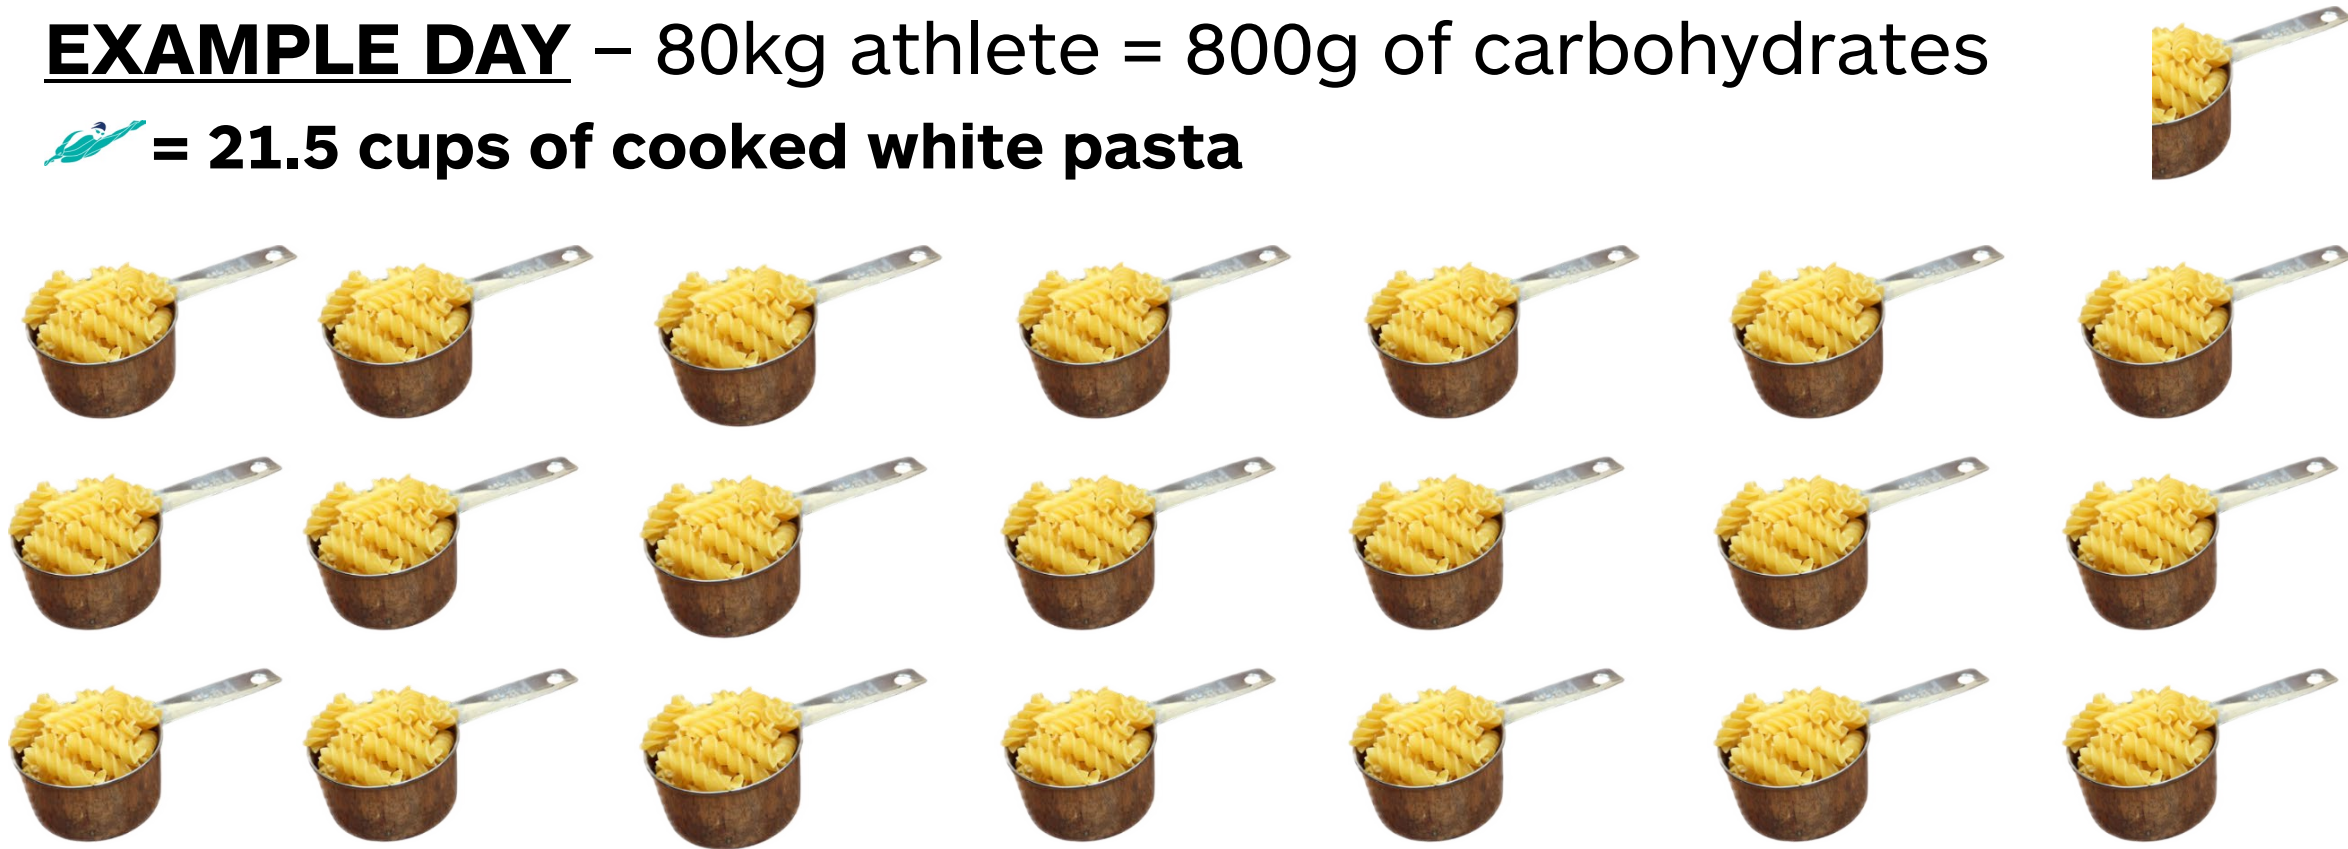 EXAMPLE DAY – 80kg athlete = 800g of carbohydrates
= 21.5 cups of cooked white pasta